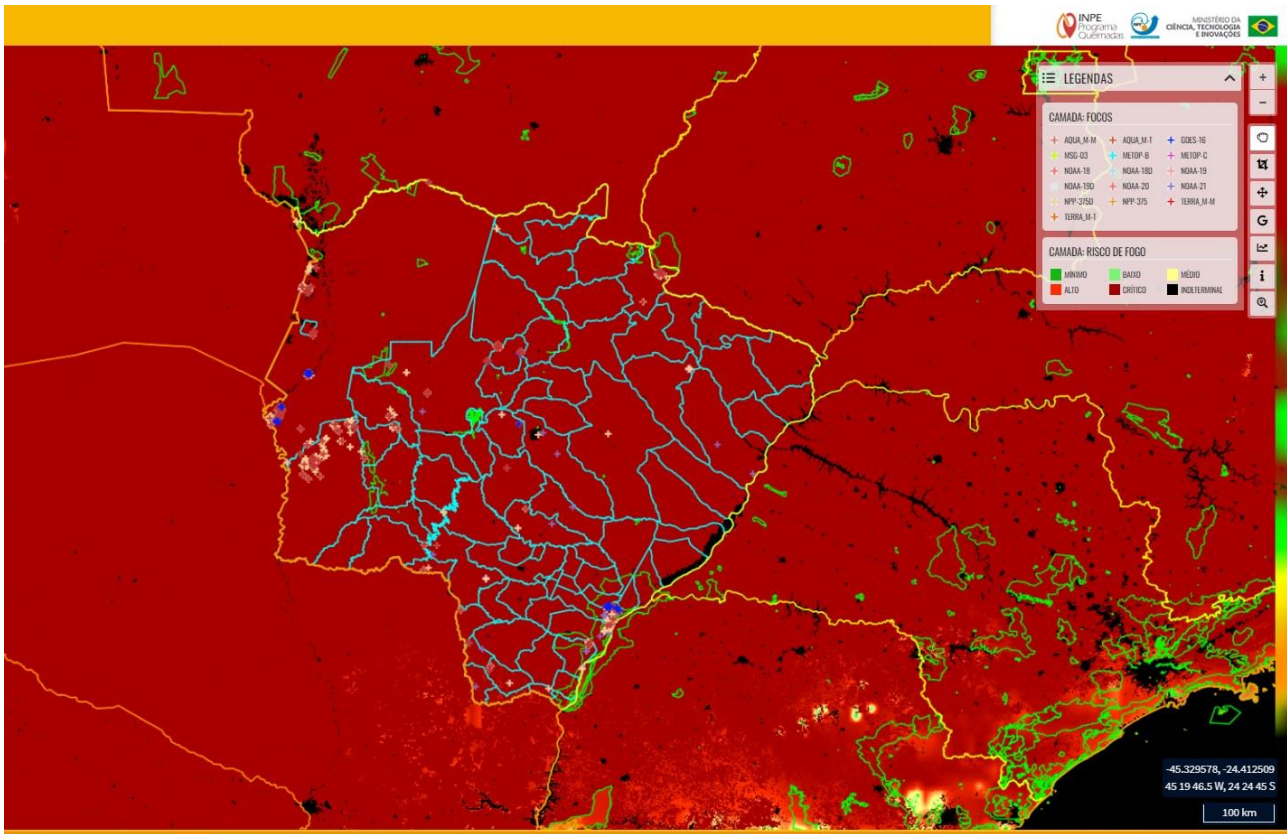 INPE
Programa
Queimadas
MINISTÉRIO DA
CIÊNCIA, TECNOLOGIA
E INOVAÇÕES
LEGENDAS
+
−
CAMADA: FOCOS
AQUA_M-M AQUA_M-T GOES-16
MSG-03 METOP-B METOP-C
NOAA-18 NOAA-18D NOAA-19
NOAA-19D NOAA-20 NOAA-21
NPP-375D NPP-375 TERRA_M-M
TERRA_M-T
G
CAMADA: RISCO DE FOGO
MÍNIMO BAIXO MÉDIO
ALTO CRÍTICO INDETERMINAD
i
-45.329578, -24.412509
45 19 46.5 W, 24 24 45 S
100 km